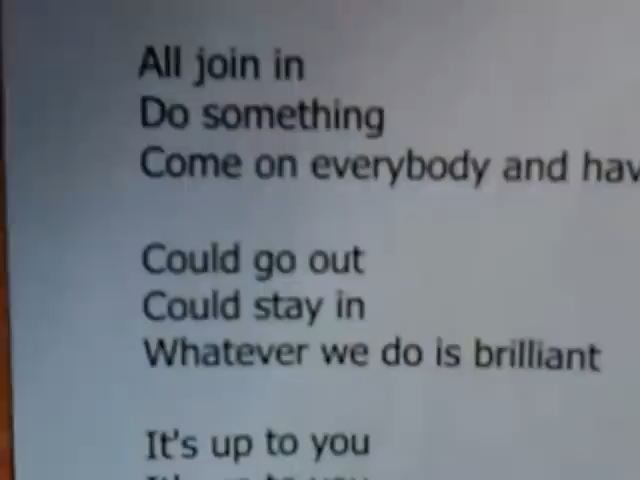 All join in
Do something
Come on everybody and hav
Could go out
Could stay in
Whatever we do is brilliant
It's up to you